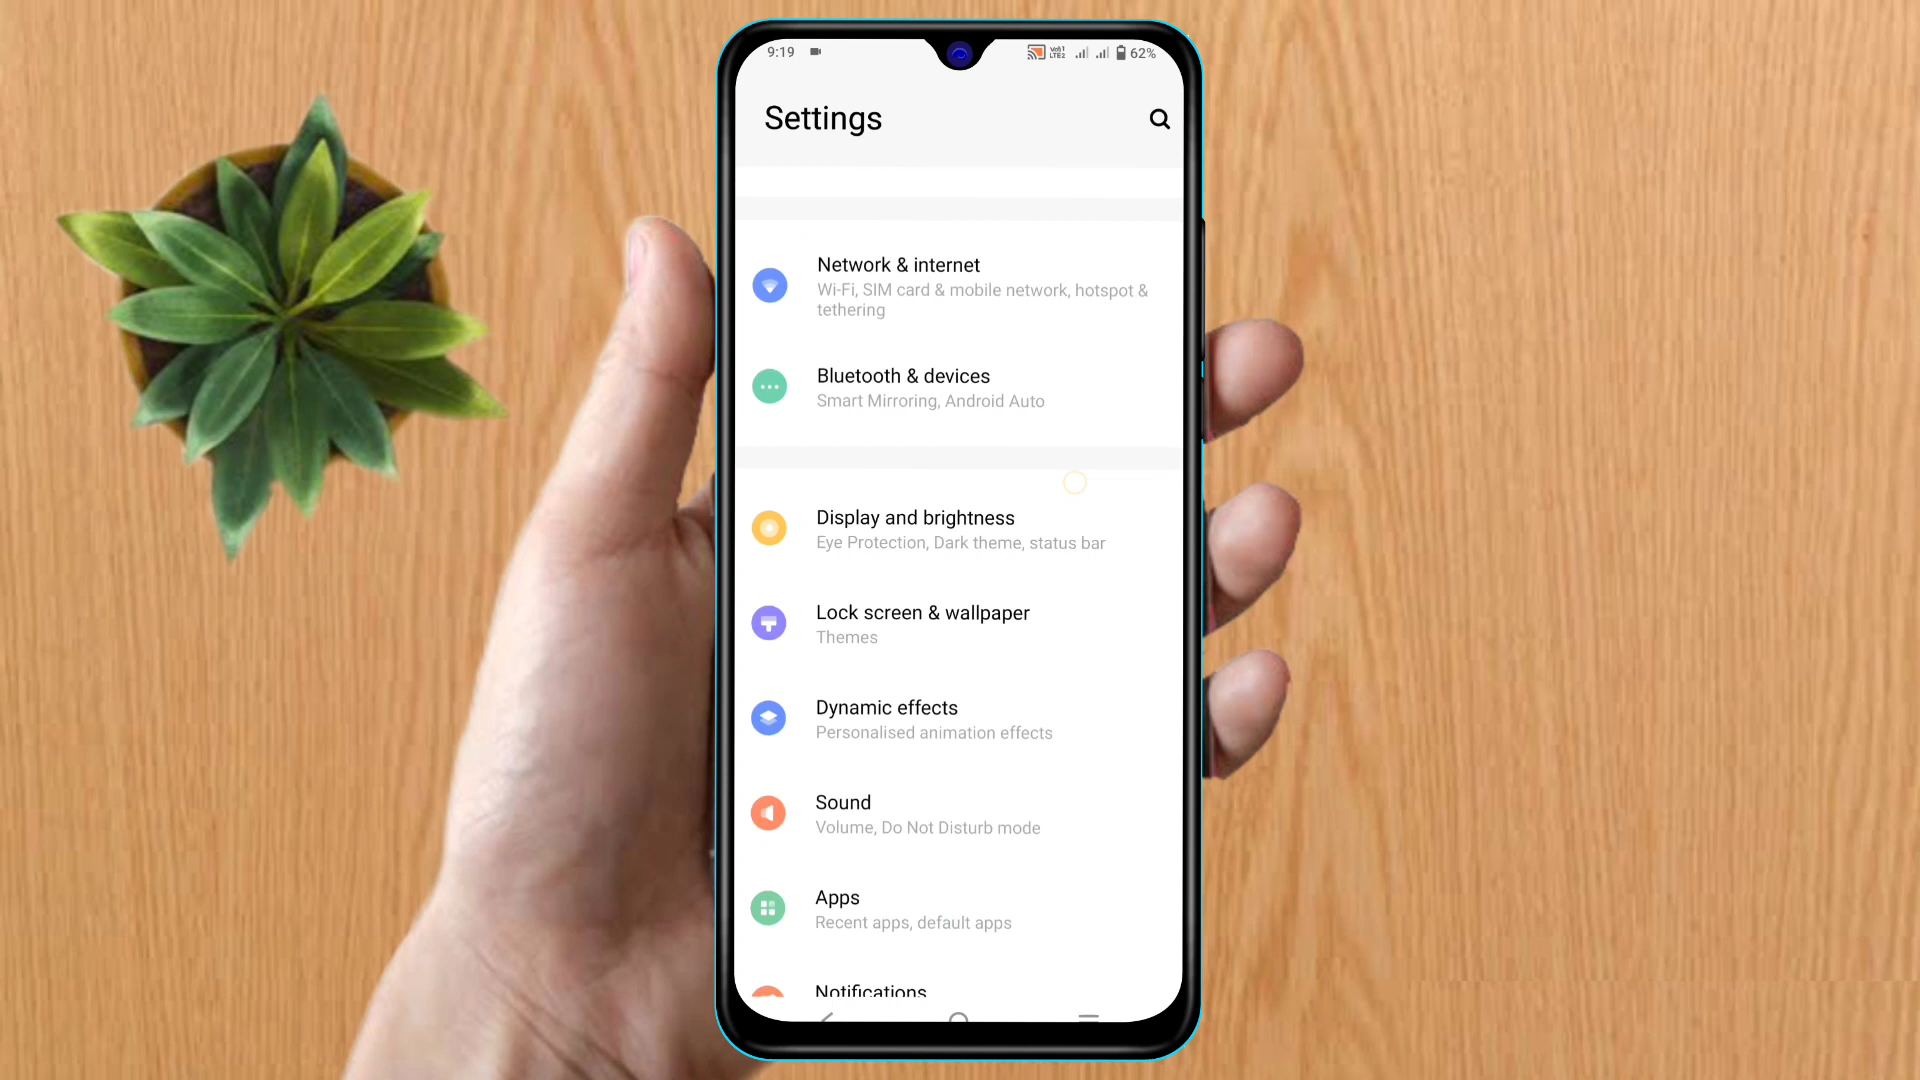 9:19
VoλT
LTE2
62%
Settings
Network & internet
Wi-Fi, SIM card & mobile network, hotspot &
tethering
Bluetooth & devices
Smart Mirroring, Android Auto
Display and brightness
Eye Protection, Dark theme, status bar
Lock screen & wallpaper
Themes
Dynamic effects
Personalised animation effects
Sound
Volume, Do Not Disturb mode
Apps
Recent apps, default apps
Notifications